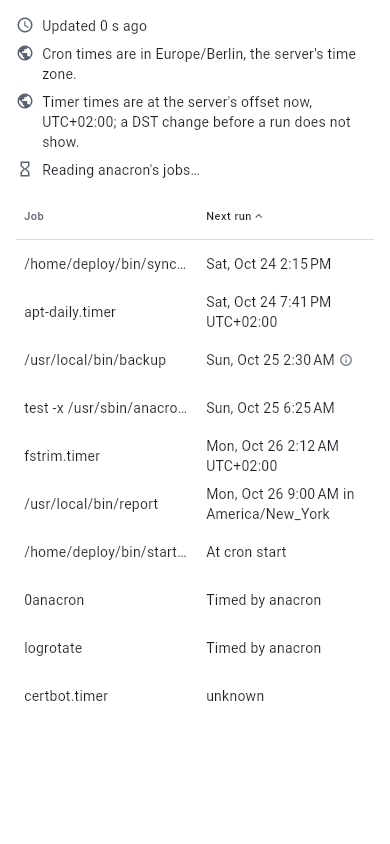 Updated 0 s ago
Cron times are in Europe/Berlin, the server's time
zone.
Timer times are at the server's offset now,
UTC+02:00; a DST change before a run does not
show.
Reading anacron's jobs…
Job Next run
/home/deploy/bin/sync… Sat, Oct 24 2:15 PM
apt-daily.timer Sat, Oct 24 7:41 PM
UTC+02:00
/usr/local/bin/backup Sun, Oct 25 2:30 AM
test -x /usr/sbin/anacro… Sun, Oct 25 6:25 AM
fstrim.timer Mon, Oct 26 2:12 AM
UTC+02:00
/usr/local/bin/report Mon, Oct 26 9:00 AM in
America/New_York
/home/deploy/bin/start… At cron start
0anacron Timed by anacron
logrotate Timed by anacron
certbot.timer unknown